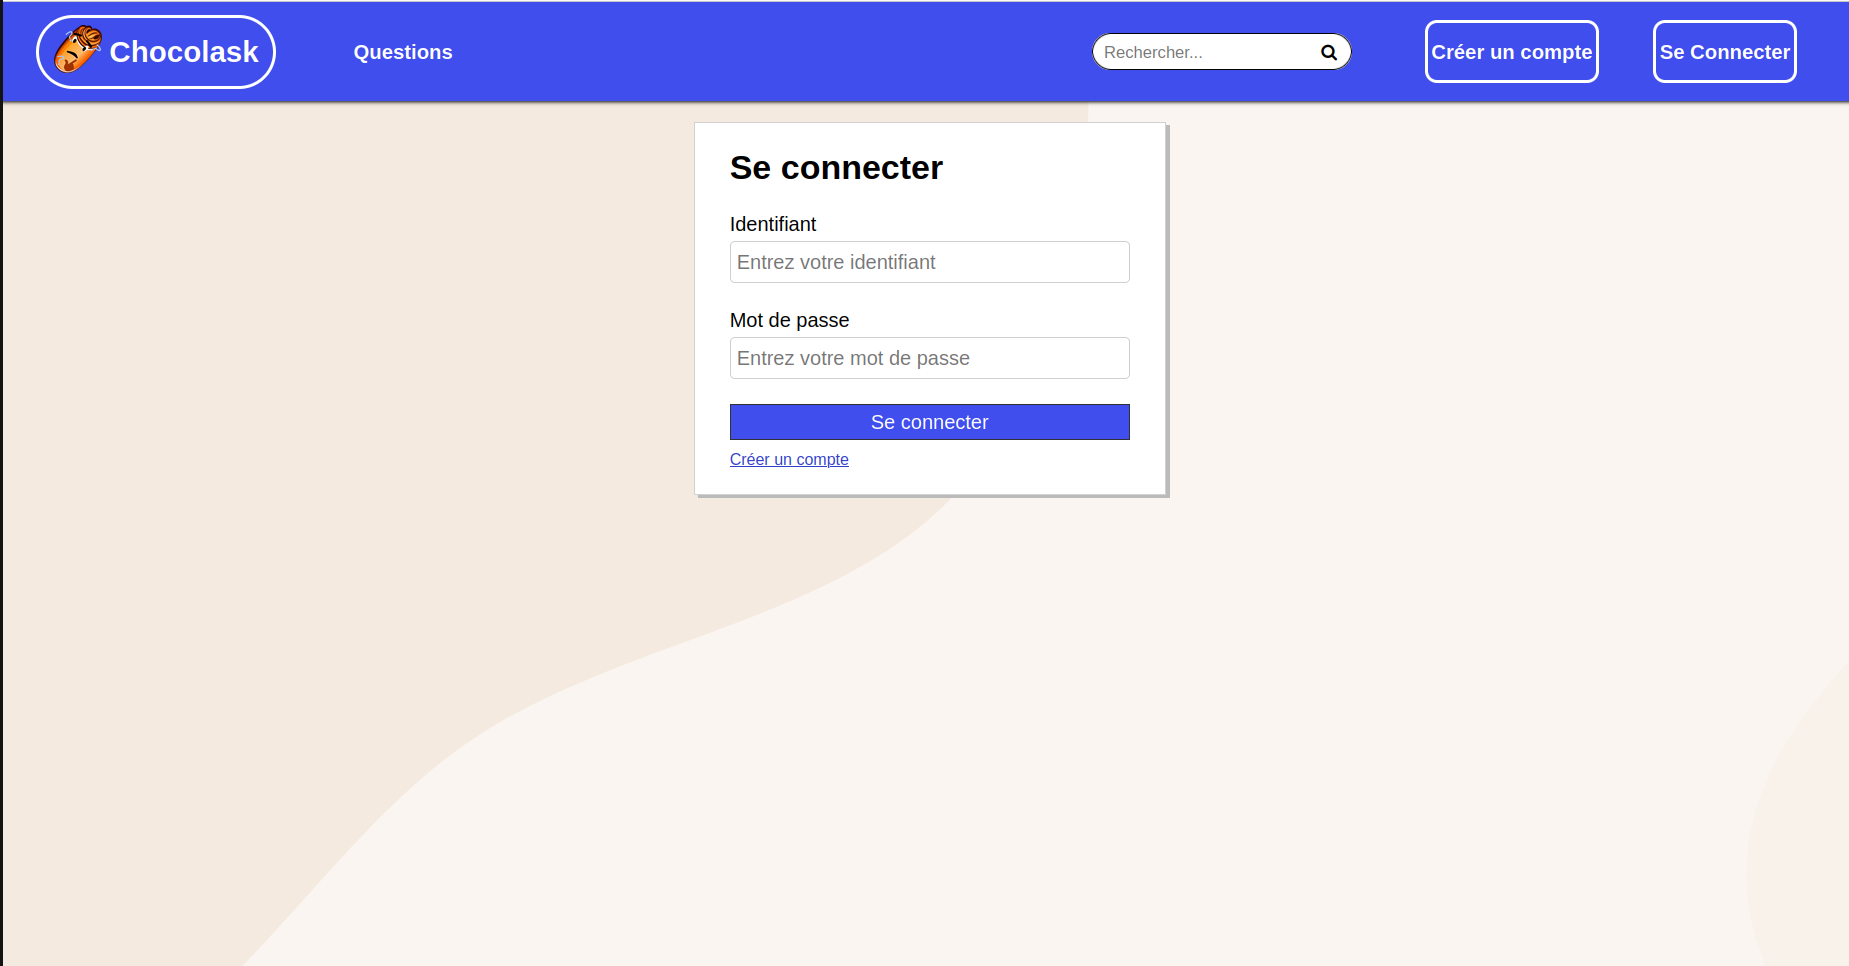 Chocolask
Questions
Rechercher...
Créer un compte
Se Connecter
Se connecter
Identifiant
Entrez votre identifiant
Mot de passe
Entrez votre mot de passe
Se connecter
Créer un compte